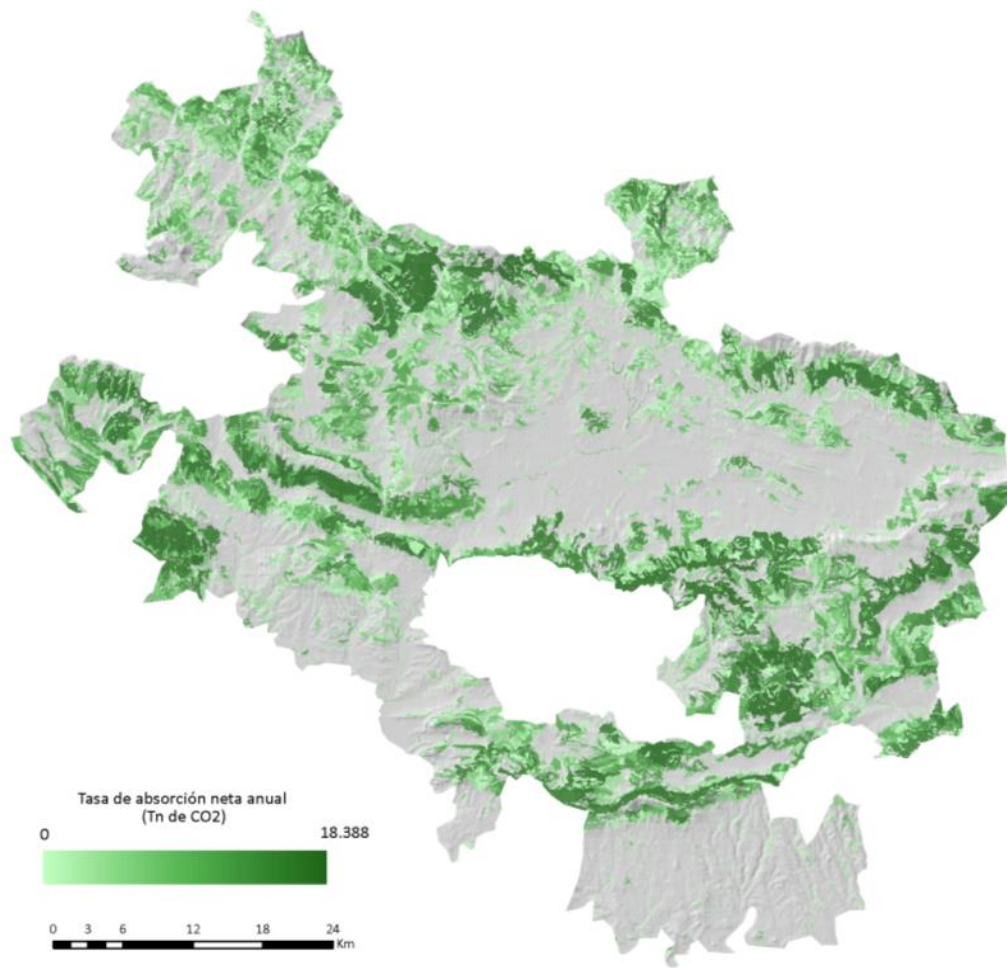 Tasa de absorción neta anual
(Tn de CO2)
0 18.388
0 3 6 12 18 24
Km